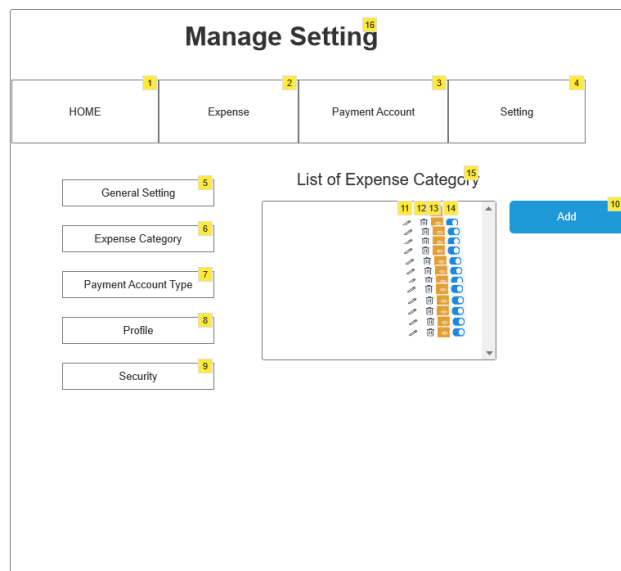 Manage Setting
16
1
2
3
4
HOME
Expense
Payment Account
Setting
5
General Setting
6
Expense Category
7
Payment Account Type
8
Profile
9
Security
15
List of Expense Category
11
12
13
14
10
Add